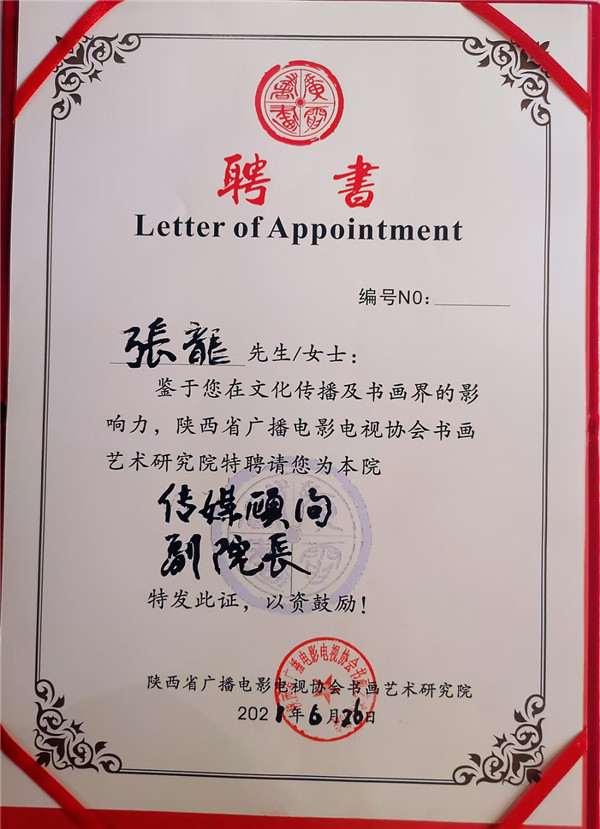 聘书
Letter of Appointment
编号NO:
張龍 先生/女士:
鉴于您在文化传播及书画界的影
响力，陕西省广播电影电视协会书画
艺术研究院特聘请您为本院
传媒顾问
副院長
特发此证，以资鼓励！
陕西省广播电影电视协会书画艺术研究院
2021年6月26日